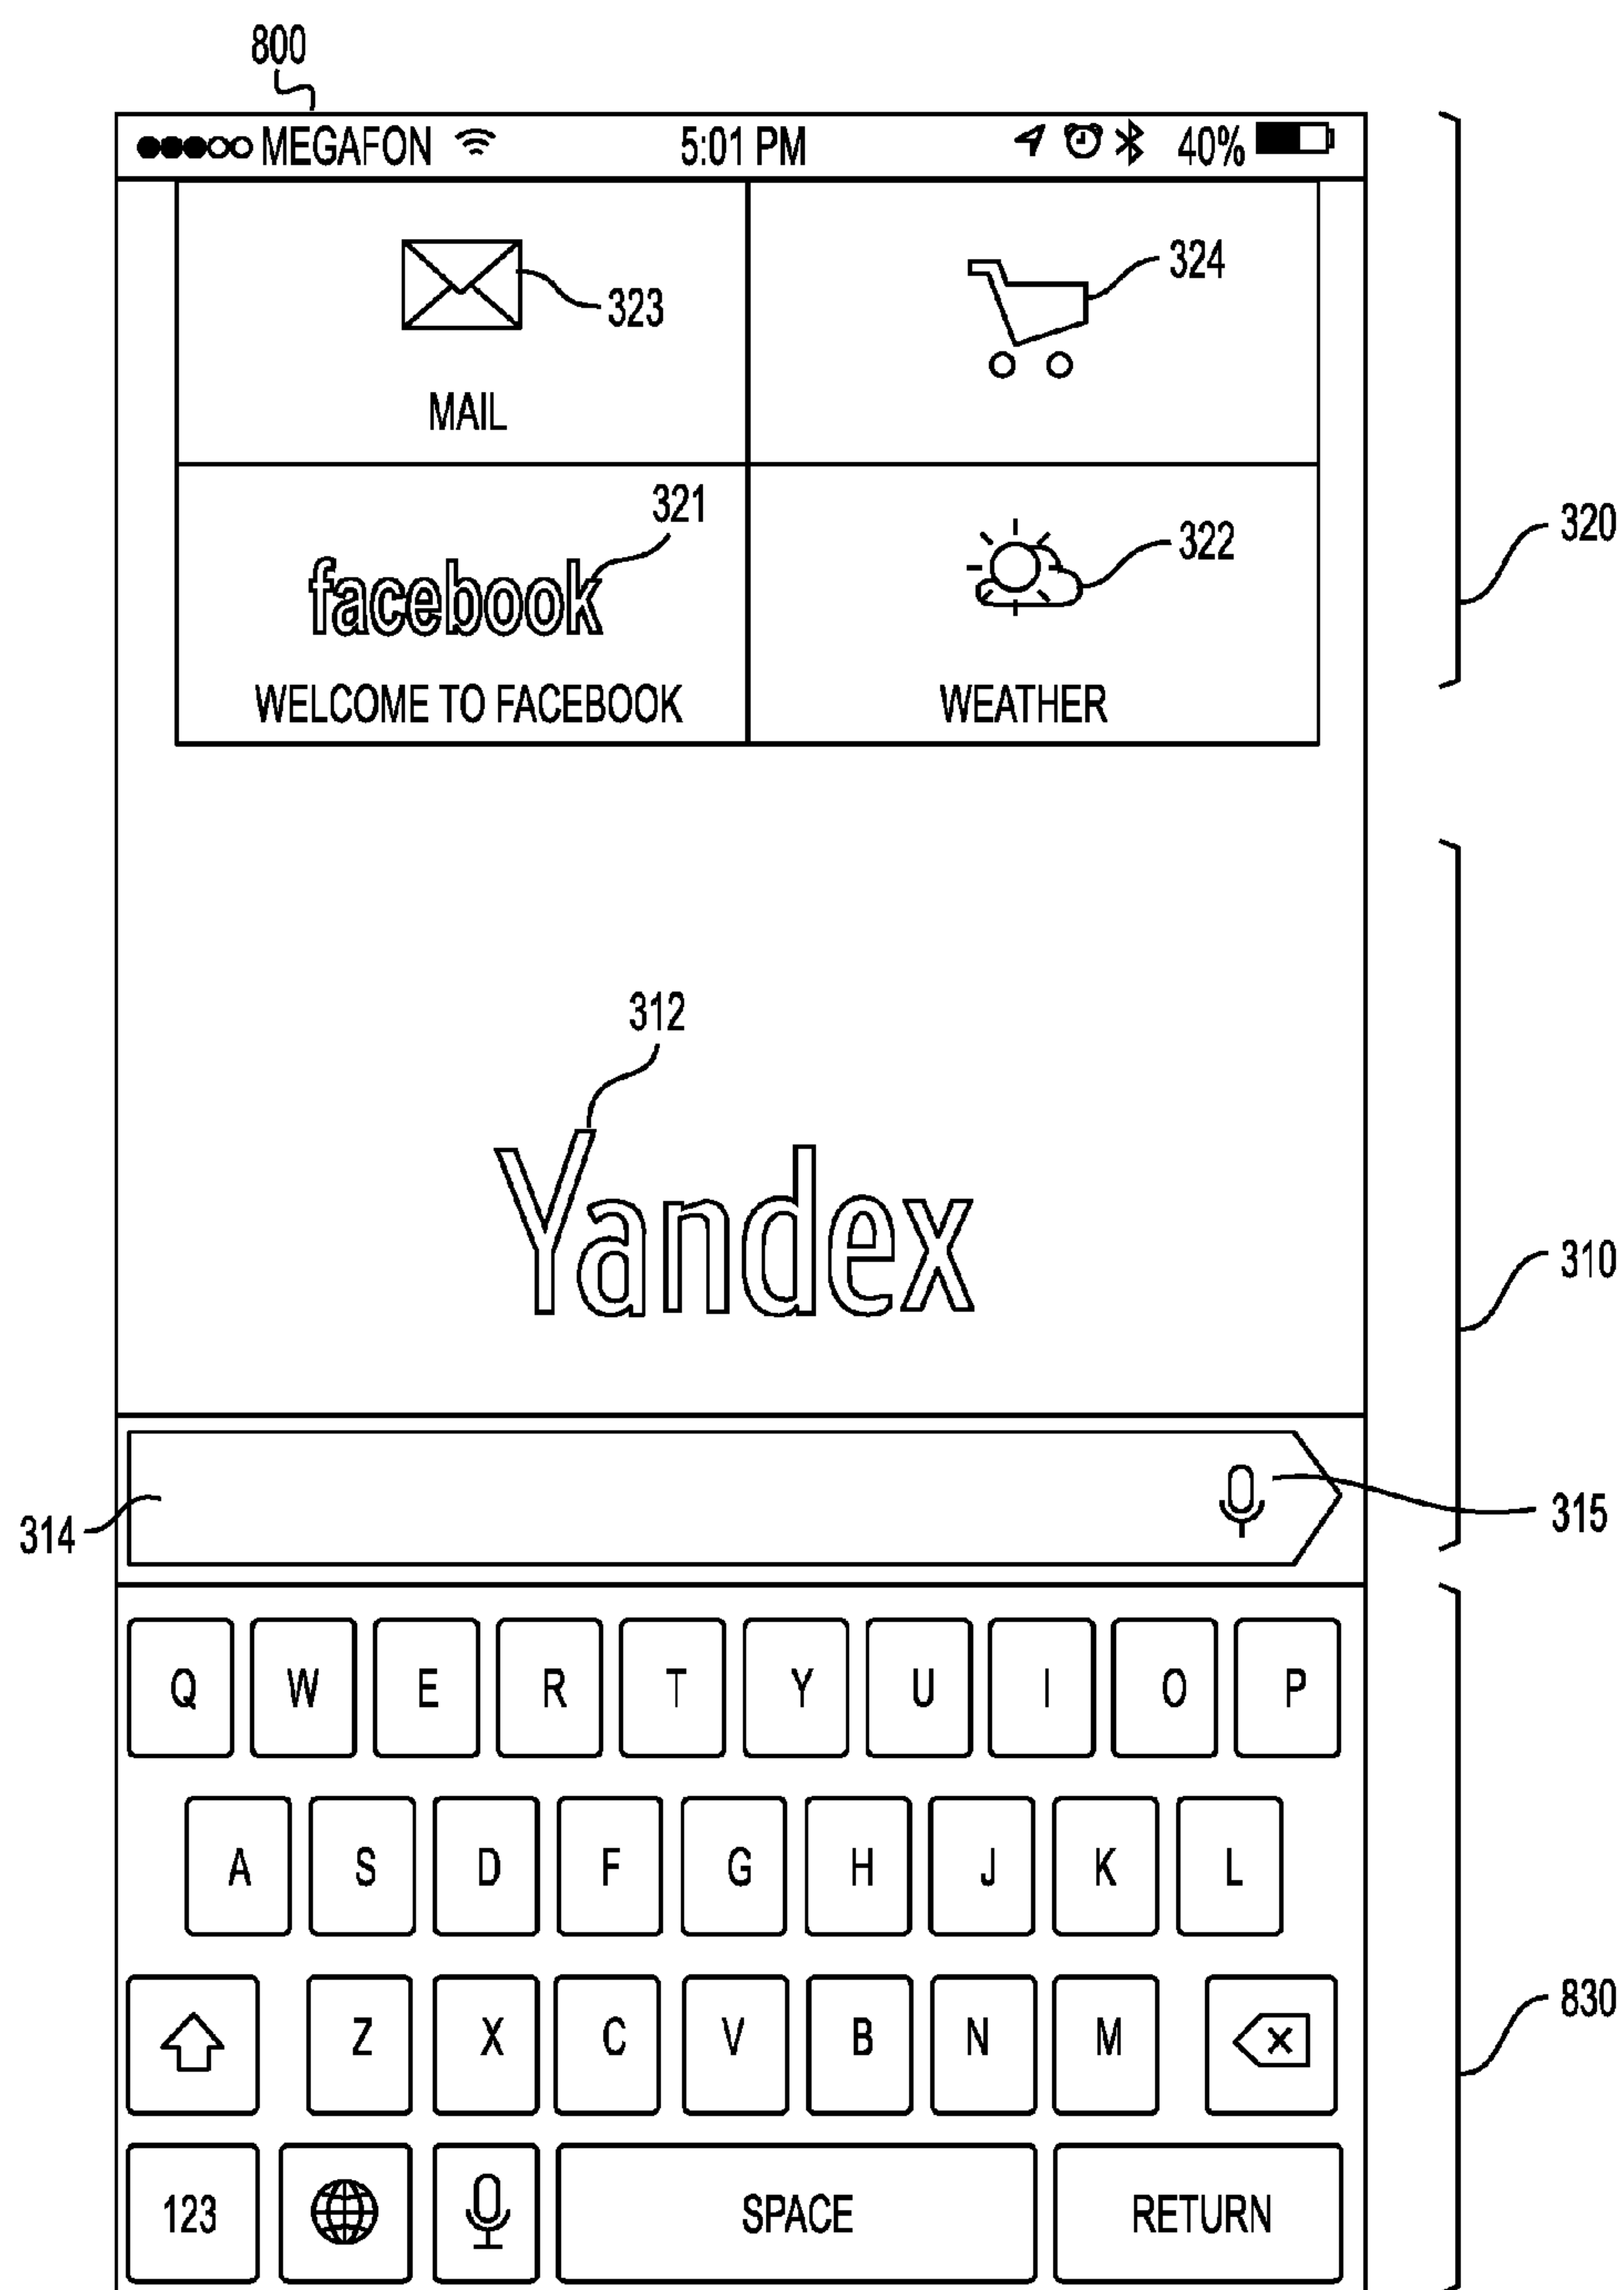 800
MEGAFON 5:01 PM 40%
323
324
MAIL
321
320
322
facebook
WELCOME TO FACEBOOK WEATHER
312
Yandex
310
314
315
Q W E R T Y U I O P
A S D F G H J K L
Z X C V B N M
830
123 SPACE RETURN